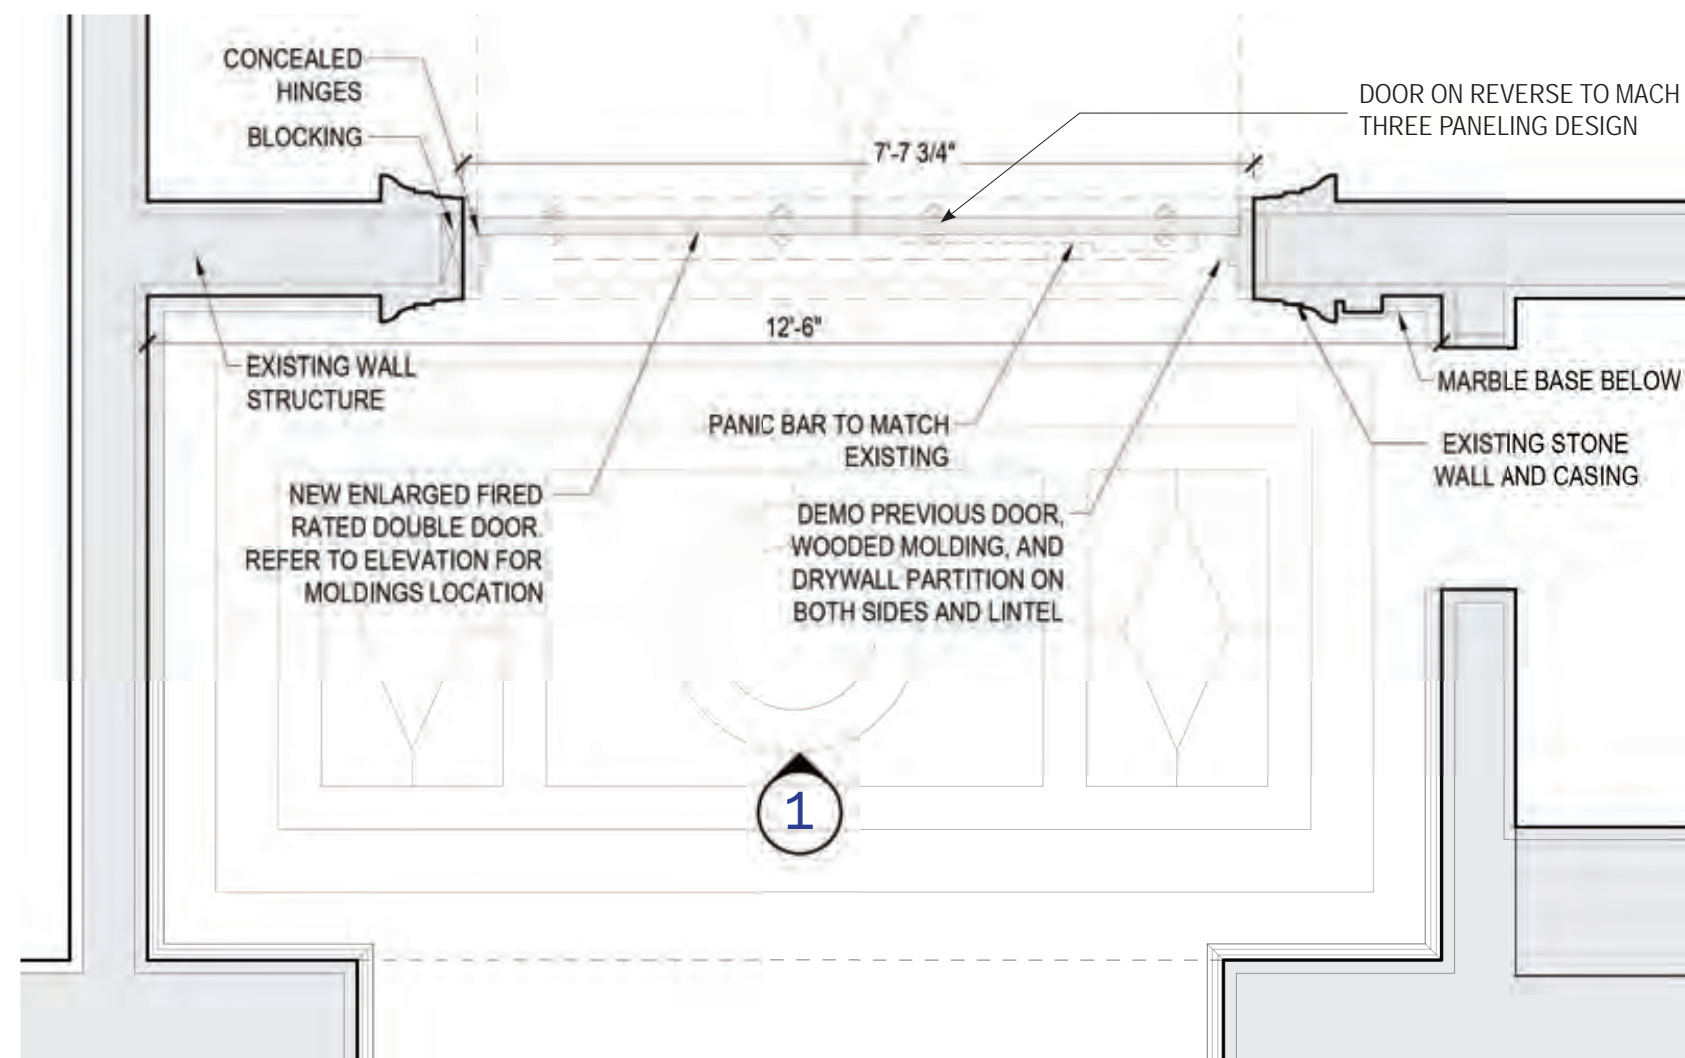 CONCEALED
HINGES
BLOCKING
DOOR ON REVERSE TO MACH
THREE PANELING DESIGN
7'-7 3/4"
12'-6"
EXISTING WALL
STRUCTURE
MARBLE BASE BELOW
PANIC BAR TO MATCH
EXISTING
EXISTING STONE
WALL AND CASING
NEW ENLARGED FIRED
RATED DOUBLE DOOR.
REFER TO ELEVATION FOR
MOLDINGS LOCATION
DEMO PREVIOUS DOOR,
WOODED MOLDING, AND
DRYWALL PARTITION ON
BOTH SIDES AND LINTEL
1